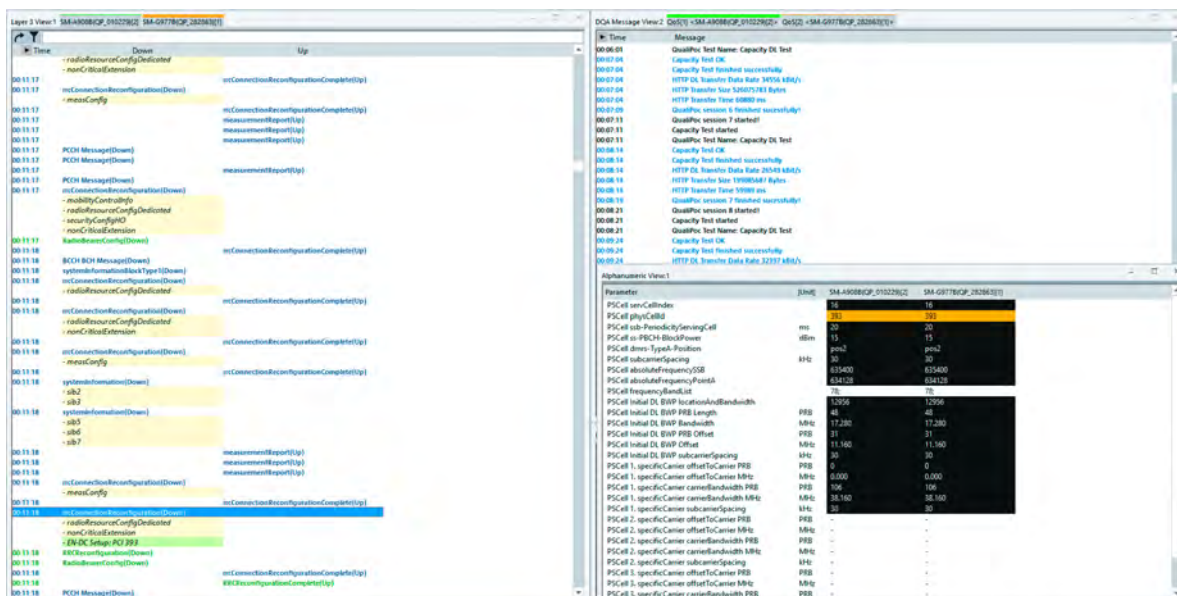 Layer 3 View:1 SM-A908B(QP_010229)[2] SM-G977B(QP_282863)[1]
Time Down Up
- radioResourceConfigDedicated
- nonCriticalExtension
00:11:17 rrcConnectionReconfigurationComplete(Up)
00:11:17 rrcConnectionReconfiguration(Down)
- measConfig
00:11:17 rrcConnectionReconfigurationComplete(Up)
00:11:17 measurementReport(Up)
00:11:17 measurementReport(Up)
00:11:17 measurementReport(Up)
00:11:17 PCCH Message(Down)
00:11:17 PCCH Message(Down)
00:11:17 measurementReport(Up)
00:11:17 PCCH Message(Down)
00:11:17 rrcConnectionReconfiguration(Down)
- mobilityControlInfo
- radioResourceConfigDedicated
- securityConfigHO
- nonCriticalExtension
00:11:17 RadioBearerConfig(Down)
00:11:18 rrcConnectionReconfigurationComplete(Up)
00:11:18 BCCH BCH Message(Down)
00:11:18 systemInformationBlockType1(Down)
00:11:18 rrcConnectionReconfiguration(Down)
- radioResourceConfigDedicated
00:11:18 rrcConnectionReconfigurationComplete(Up)
00:11:18 rrcConnectionReconfiguration(Down)
- radioResourceConfigDedicated
- nonCriticalExtension
00:11:18 rrcConnectionReconfigurationComplete(Up)
00:11:18 rrcConnectionReconfiguration(Down)
- measConfig
00:11:18 rrcConnectionReconfigurationComplete(Up)
00:11:18 systemInformation(Down)
- sib2
- sib3
00:11:18 systemInformation(Down)
- sib5
- sib6
- sib7
00:11:18 measurementReport(Up)
00:11:18 measurementReport(Up)
00:11:18 measurementReport(Up)
00:11:18 rrcConnectionReconfiguration(Down)
- measConfig
00:11:18 rrcConnectionReconfigurationComplete(Up)
00:11:18 rrcConnectionReconfiguration(Down)
- radioResourceConfigDedicated
- nonCriticalExtension
- EN-DC Setup: PCI 393
00:11:18 RRCReconfiguration(Down)
00:11:18 RadioBearerConfig(Down)
00:11:18 rrcConnectionReconfigurationComplete(Up)
00:11:18 RRCReconfigurationComplete(Up)
00:11:18 PCCH Message(Down)
DQA Message View:2 QoS[1] <SM-A908B(QP_010229)[2]> QoS[2] <SM-G977B(QP_282863)[1]>
Time Message
00:06:01 QualiPoc Test Name: Capacity DL Test
00:07:04 Capacity Test OK
00:07:04 Capacity Test finished successfully
00:07:04 HTTP DL Transfer Data Rate 34556 kBit/s
00:07:04 HTTP Transfer Size 526075783 Bytes
00:07:04 HTTP Transfer Time 60880 ms
00:07:09 QualiPoc session 6 finished sucessfully!
00:07:11 QualiPoc session 7 started!
00:07:11 Capacity Test started
00:07:11 QualiPoc Test Name: Capacity DL Test
00:08:14 Capacity Test OK
00:08:14 Capacity Test finished successfully
00:08:14 HTTP DL Transfer Data Rate 26549 kBit/s
00:08:14 HTTP Transfer Size 199085687 Bytes
00:08:14 HTTP Transfer Time 59989 ms
00:08:19 QualiPoc session 7 finished sucessfully!
00:08:21 QualiPoc session 8 started!
00:08:21 Capacity Test started
00:08:21 QualiPoc Test Name: Capacity DL Test
00:09:24 Capacity Test OK
00:09:24 Capacity Test finished successfully
00:09:24 HTTP DL Transfer Data Rate 32397 kBit/s
Alphanumeric View:1
Parameter [Unit] SM-A908B(QP_010229)[2] SM-G977B(QP_282863)[1]
PSCell servCellIndex 16 16
PSCell physCellId 393 393
PSCell ssb-PeriodicityServingCell ms 20 20
PSCell ss-PBCH-BlockPower dBm 15 15
PSCell dmrs-TypeA-Position pos2 pos2
PSCell subcarrierSpacing kHz 30 30
PSCell absoluteFrequencySSB 635400 635400
PSCell absoluteFrequencyPointA 634128 634128
PSCell frequencyBandList 78; 78;
PSCell Initial DL BWP locationAndBandwidth 12956 12956
PSCell Initial DL BWP PRB Length PRB 48 48
PSCell Initial DL BWP Bandwidth MHz 17.280 17.280
PSCell Initial DL BWP PRB Offset PRB 31 31
PSCell Initial DL BWP Offset MHz 11.160 11.160
PSCell Initial DL BWP subcarrierSpacing kHz 30 30
PSCell 1. specificCarrier offsetToCarrier PRB PRB 0 0
PSCell 1. specificCarrier offsetToCarrier MHz MHz 0.000 0.000
PSCell 1. specificCarrier carrierBandwidth PRB PRB 106 106
PSCell 1. specificCarrier carrierBandwidth MHz MHz 38.160 38.160
PSCell 1. specificCarrier subcarrierSpacing kHz 30 30
PSCell 2. specificCarrier offsetToCarrier PRB PRB - -
PSCell 2. specificCarrier offsetToCarrier MHz MHz - -
PSCell 2. specificCarrier carrierBandwidth PRB PRB - -
PSCell 2. specificCarrier carrierBandwidth MHz MHz - -
PSCell 2. specificCarrier subcarrierSpacing kHz - -
PSCell 3. specificCarrier offsetToCarrier PRB PRB - -
PSCell 3. specificCarrier offsetToCarrier MHz MHz - -
PSCell 3. specificCarrier carrierBandwidth PRB PRB - -